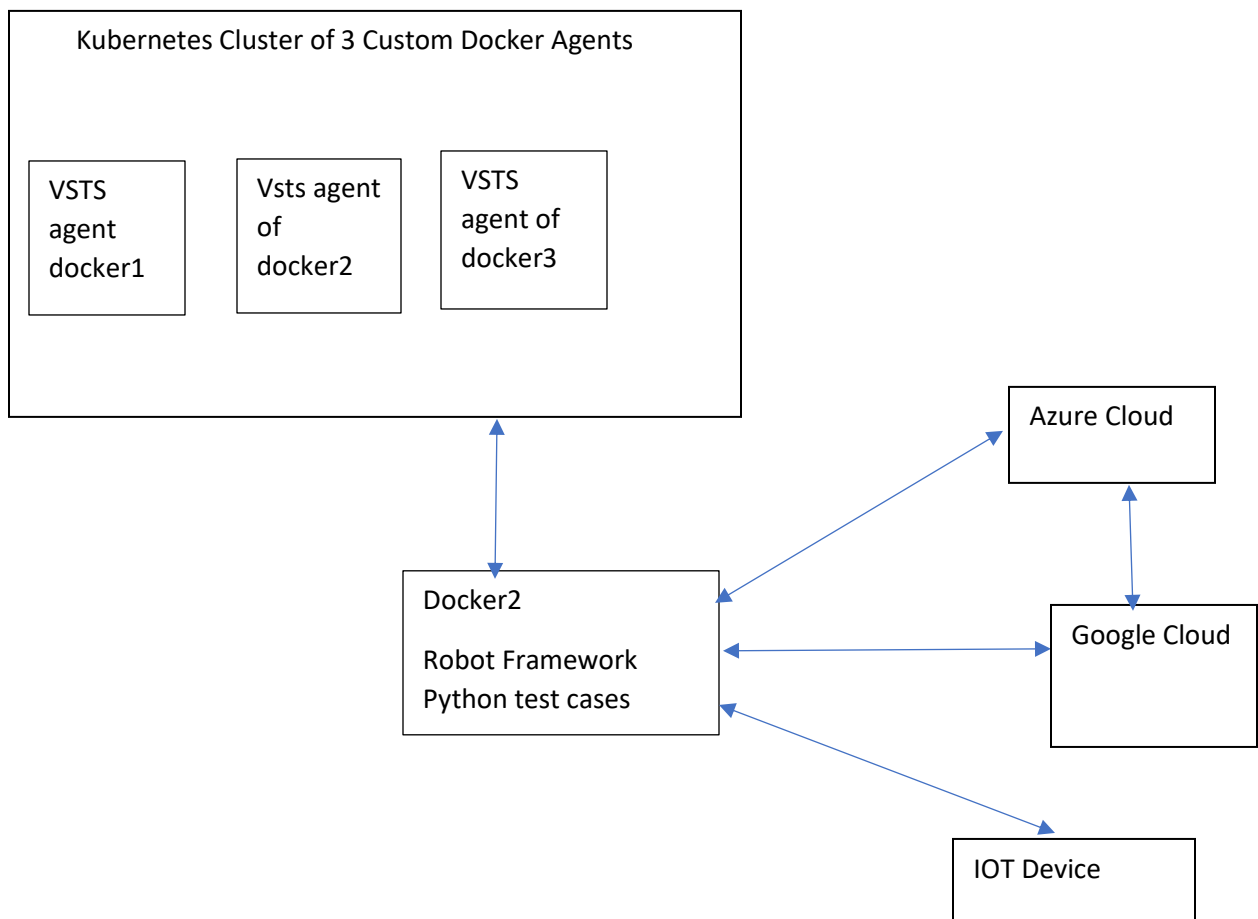 Kubernetes Cluster of 3 Custom Docker Agents
VSTS
agent
docker1
Vsts agent
of
docker2
VSTS
agent of
docker3
Azure Cloud
Docker2
Robot Framework
Python test cases
Google Cloud
IOT Device